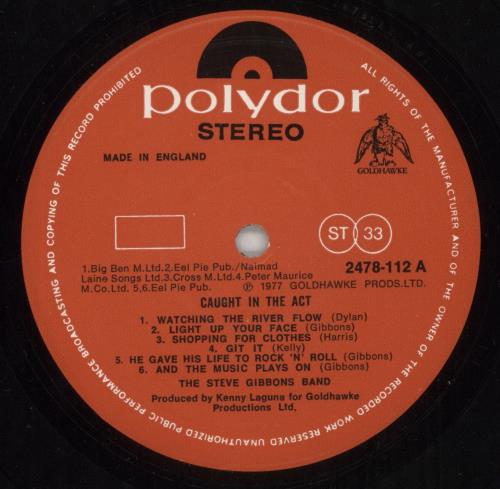 polydor
STEREO
MADE IN ENGLAND
GOLDHAWKE
ST 33
1.Big Ben M.Ltd.2.Eel Pie Pub./Naimad
Laine Songs Ltd.3.Cross M.Ltd.4.Peter Maurice
M.Co.Ltd. 5,6.Eel Pie Pub.
2478-112 A
℗ 1977 GOLDHAWKE PRODS.LTD.
CAUGHT IN THE ACT
1. WATCHING THE RIVER FLOW (Dylan)
2. LIGHT UP YOUR FACE (Gibbons)
3. SHOPPING FOR CLOTHES (Harris)
4. GIT IT (Kelly)
5. HE GAVE HIS LIFE TO ROCK 'N' ROLL (Gibbons)
6. AND THE MUSIC PLAYS ON (Gibbons)
THE STEVE GIBBONS BAND
Produced by Kenny Laguna for Goldhawke
Productions Ltd.
ALL RIGHTS OF THE MANUFACTURER AND OF THE OWNER OF THE RECORDED WORK RESERVED UNAUTHORIZED PUBLIC PERFORMANCE BROADCASTING AND COPYING OF THIS RECORD PROHIBITED